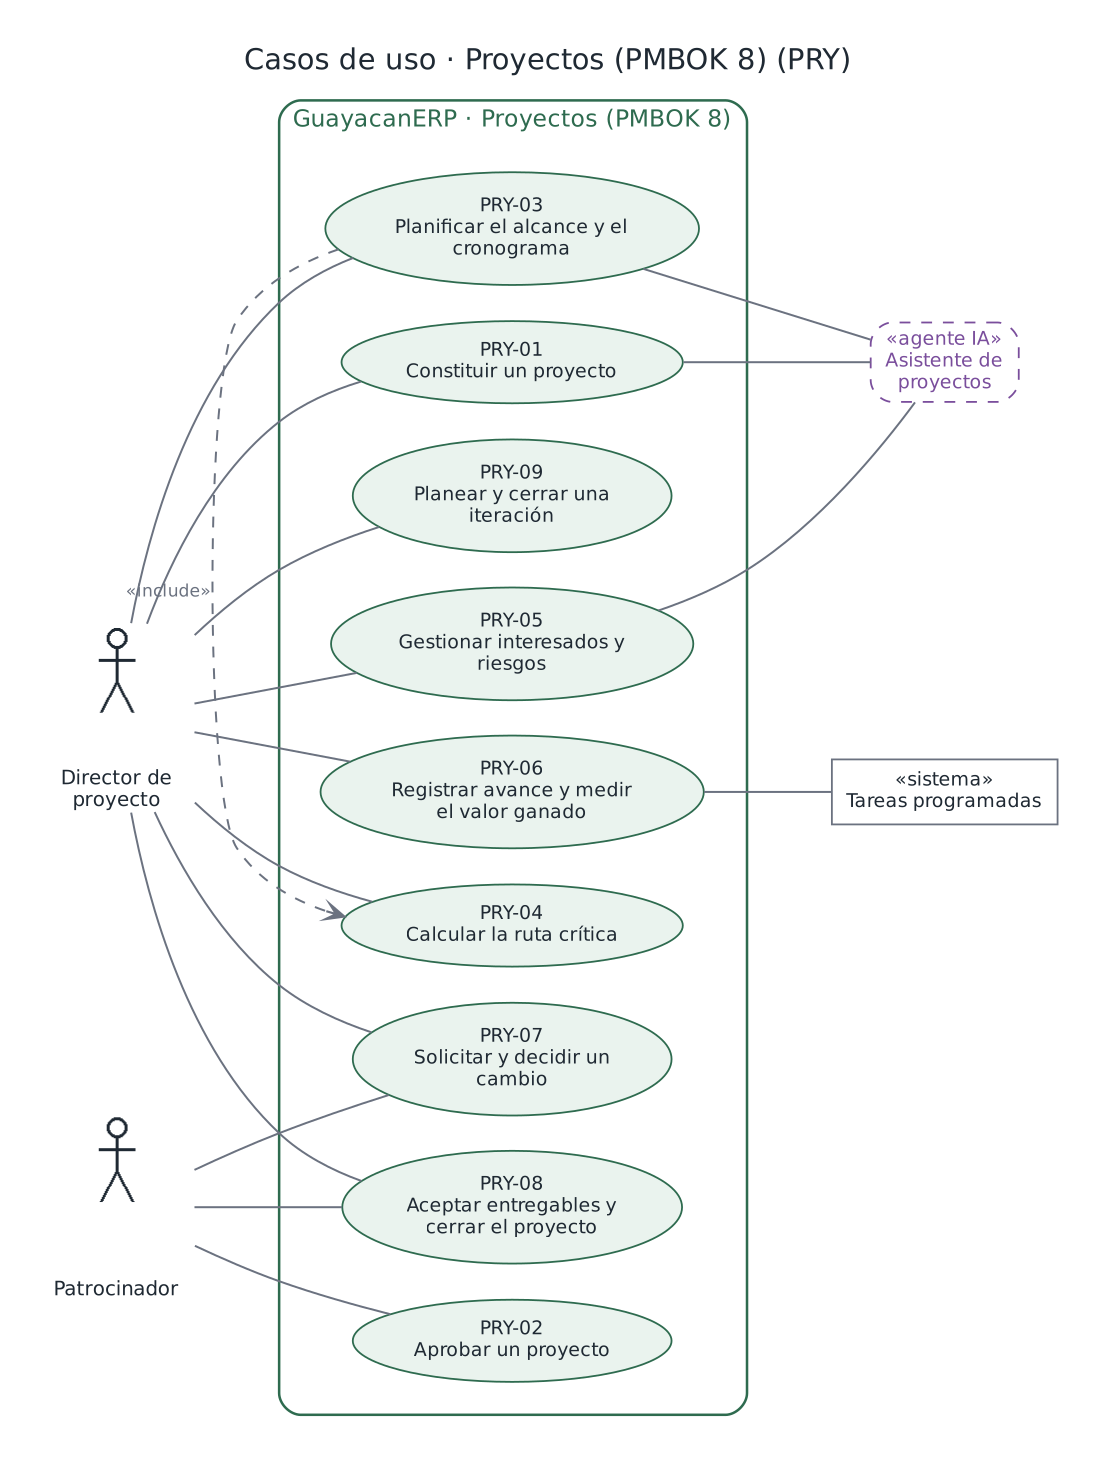 Casos de uso · Proyectos (PMBOK 8) (PRY)
GuayacanERP · Proyectos (PMBOK 8)
PRY-03
Planificar el alcance y el
cronograma
«agente IA»
Asistente de
proyectos
PRY-01
Constituir un proyecto
PRY-09
Planear y cerrar una
iteración
«include»
PRY-05
Gestionar interesados y
riesgos
Director de
proyecto
PRY-06
Registrar avance y medir
el valor ganado
«sistema»
Tareas programadas
PRY-04
Calcular la ruta crítica
PRY-07
Solicitar y decidir un
cambio
PRY-08
Aceptar entregables y
cerrar el proyecto
Patrocinador
PRY-02
Aprobar un proyecto